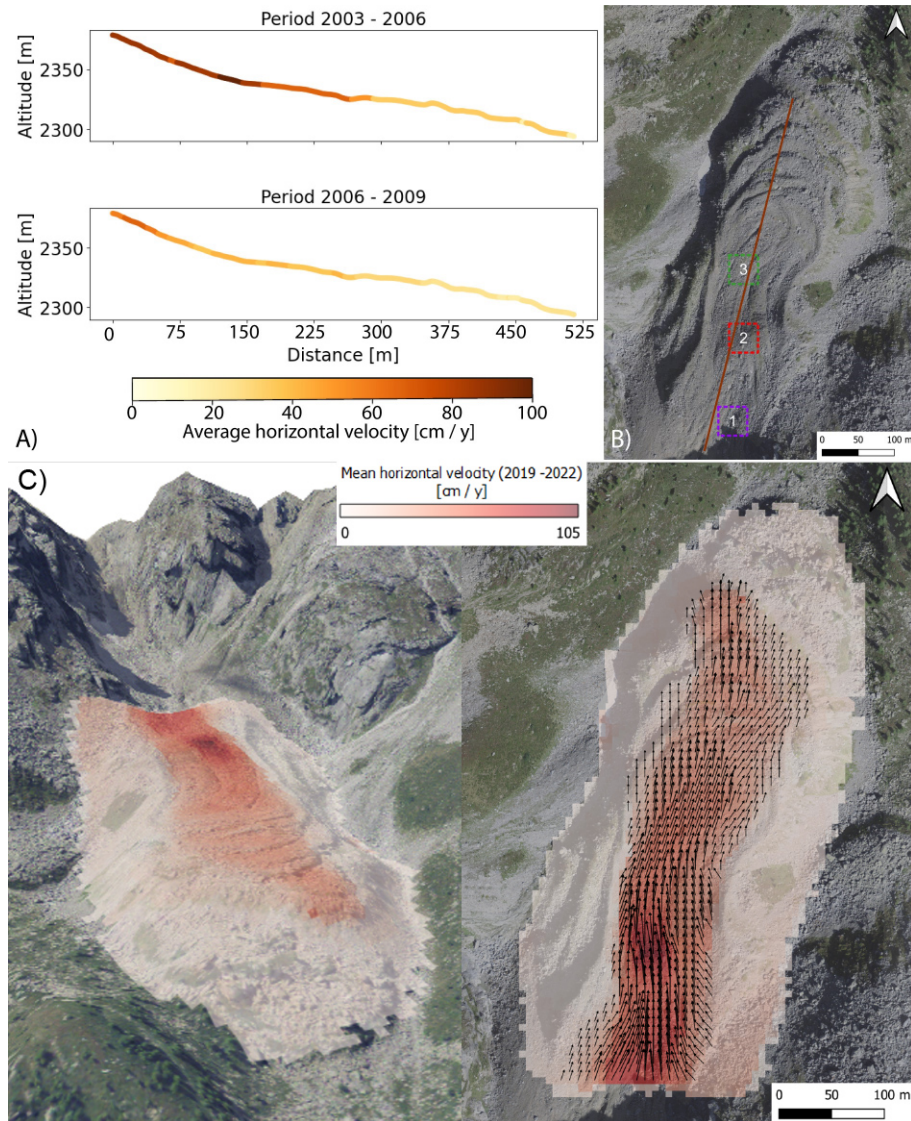 Period 2003 - 2006
Altitude [m]
2350
2300
Period 2006 - 2009
Altitude [m]
2350
2300
0 75 150 225 300 375 450 525
Distance [m]
0 20 40 60 80 100
Average horizontal velocity [cm / y]
A)
3
2
1
B)
0 50 100 m
C)
Mean horizontal velocity (2019 -2022)
[cm / y]
0 105
0 50 100 m